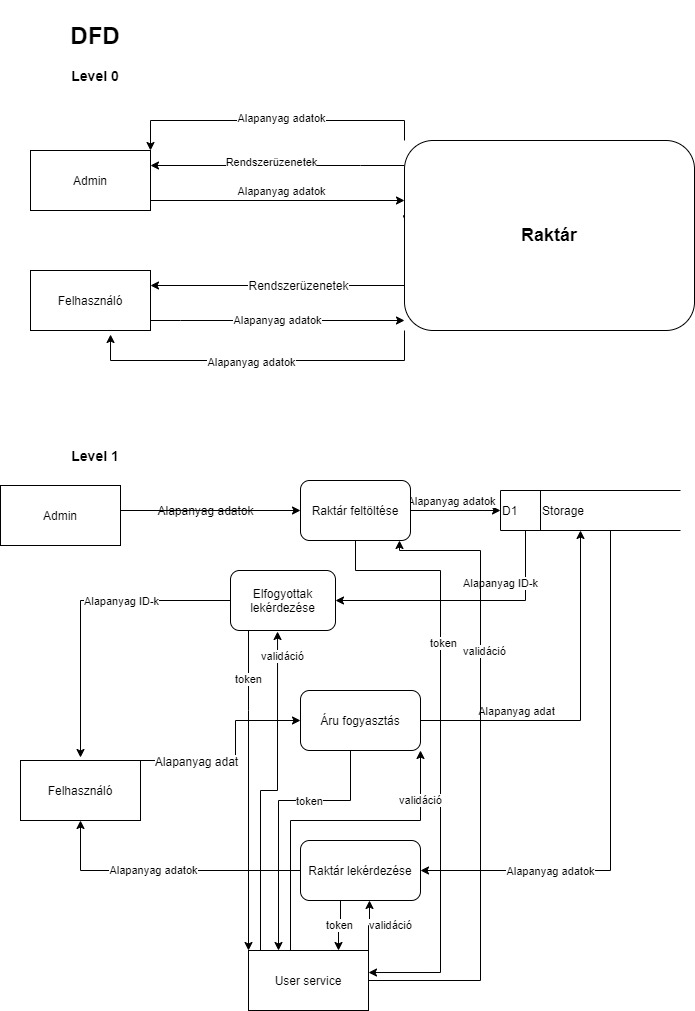 DFD
Level 0
Alapanyag adatok
Rendszerüzenetek
Admin
Alapanyag adatok
Raktár
Rendszerüzenetek
Felhasználó
Alapanyag adatok
Alapanyag adatok
Level 1
Admin
Alapanyag adatok
Raktár feltöltése
Alapanyag adatok
D1
Storage
Alapanyag ID-k
Elfogyottak
lekérdezése
Alapanyag ID-k
token
validáció
validáció
token
Alapanyag adat
Áru fogyasztás
Alapanyag adat
Felhasználó
token
validáció
Alapanyag adatok
Raktár lekérdezése
Alapanyag adatok
token
validáció
User service